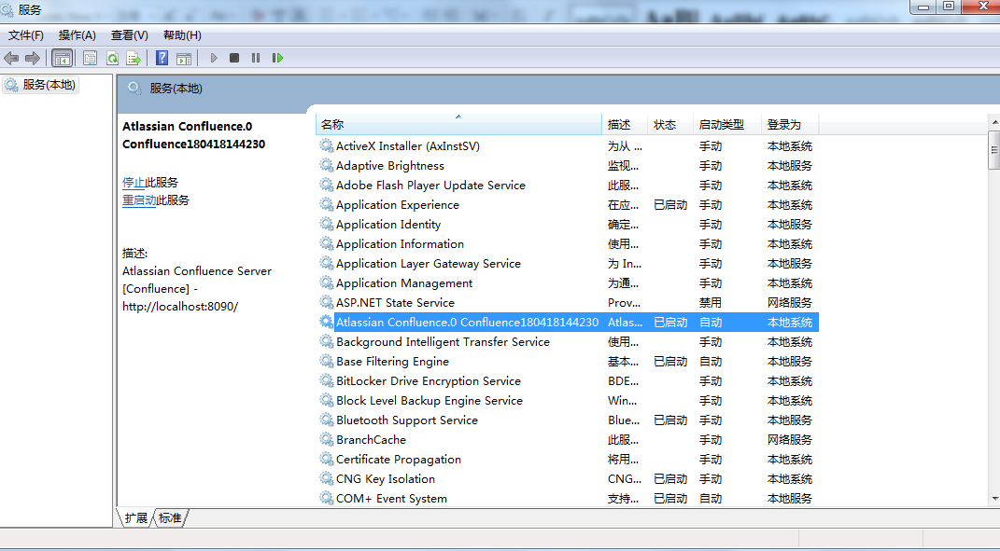 服务
文件(F) 操作(A) 查看(V) 帮助(H)
服务(本地)
服务(本地)
Atlassian Confluence.0
Confluence180418144230
停止此服务
重启动此服务
描述:
Atlassian Confluence Server
[Confluence] -
http://localhost:8090/
名称 描述 状态 启动类型 登录为
ActiveX Installer (AxInstSV) 为从 ... 手动 本地系统
Adaptive Brightness 监视... 手动 本地服务
Adobe Flash Player Update Service 此服... 手动 本地系统
Application Experience 在应... 已启动 手动 本地系统
Application Identity 确定... 手动 本地服务
Application Information 使用... 手动 本地系统
Application Layer Gateway Service 为 In... 手动 本地服务
Application Management 为通... 手动 本地系统
ASP.NET State Service Prov... 禁用 网络服务
Atlassian Confluence.0 Confluence180418144230 Atlas... 已启动 自动 本地系统
Background Intelligent Transfer Service 使用... 手动 本地系统
Base Filtering Engine 基本... 已启动 自动 本地服务
BitLocker Drive Encryption Service BDE... 手动 本地系统
Block Level Backup Engine Service Win... 手动 本地系统
Bluetooth Support Service Blue... 已启动 手动 本地服务
BranchCache 此服... 手动 网络服务
Certificate Propagation 将用... 手动 本地系统
CNG Key Isolation CNG... 已启动 手动 本地系统
COM+ Event System 支持... 已启动 自动 本地服务
扩展 标准